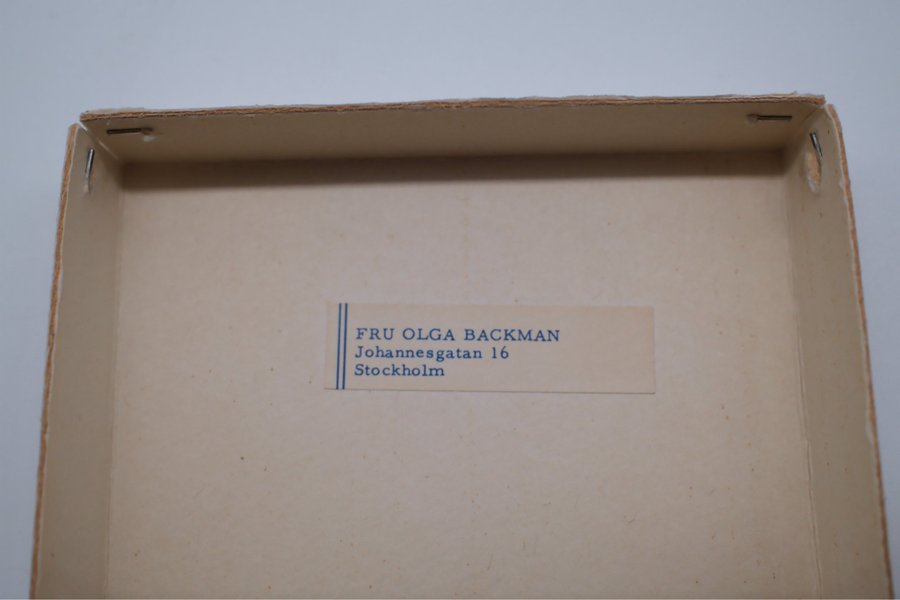 FRU OLGA BACKMAN
Johannesgatan 16
Stockholm